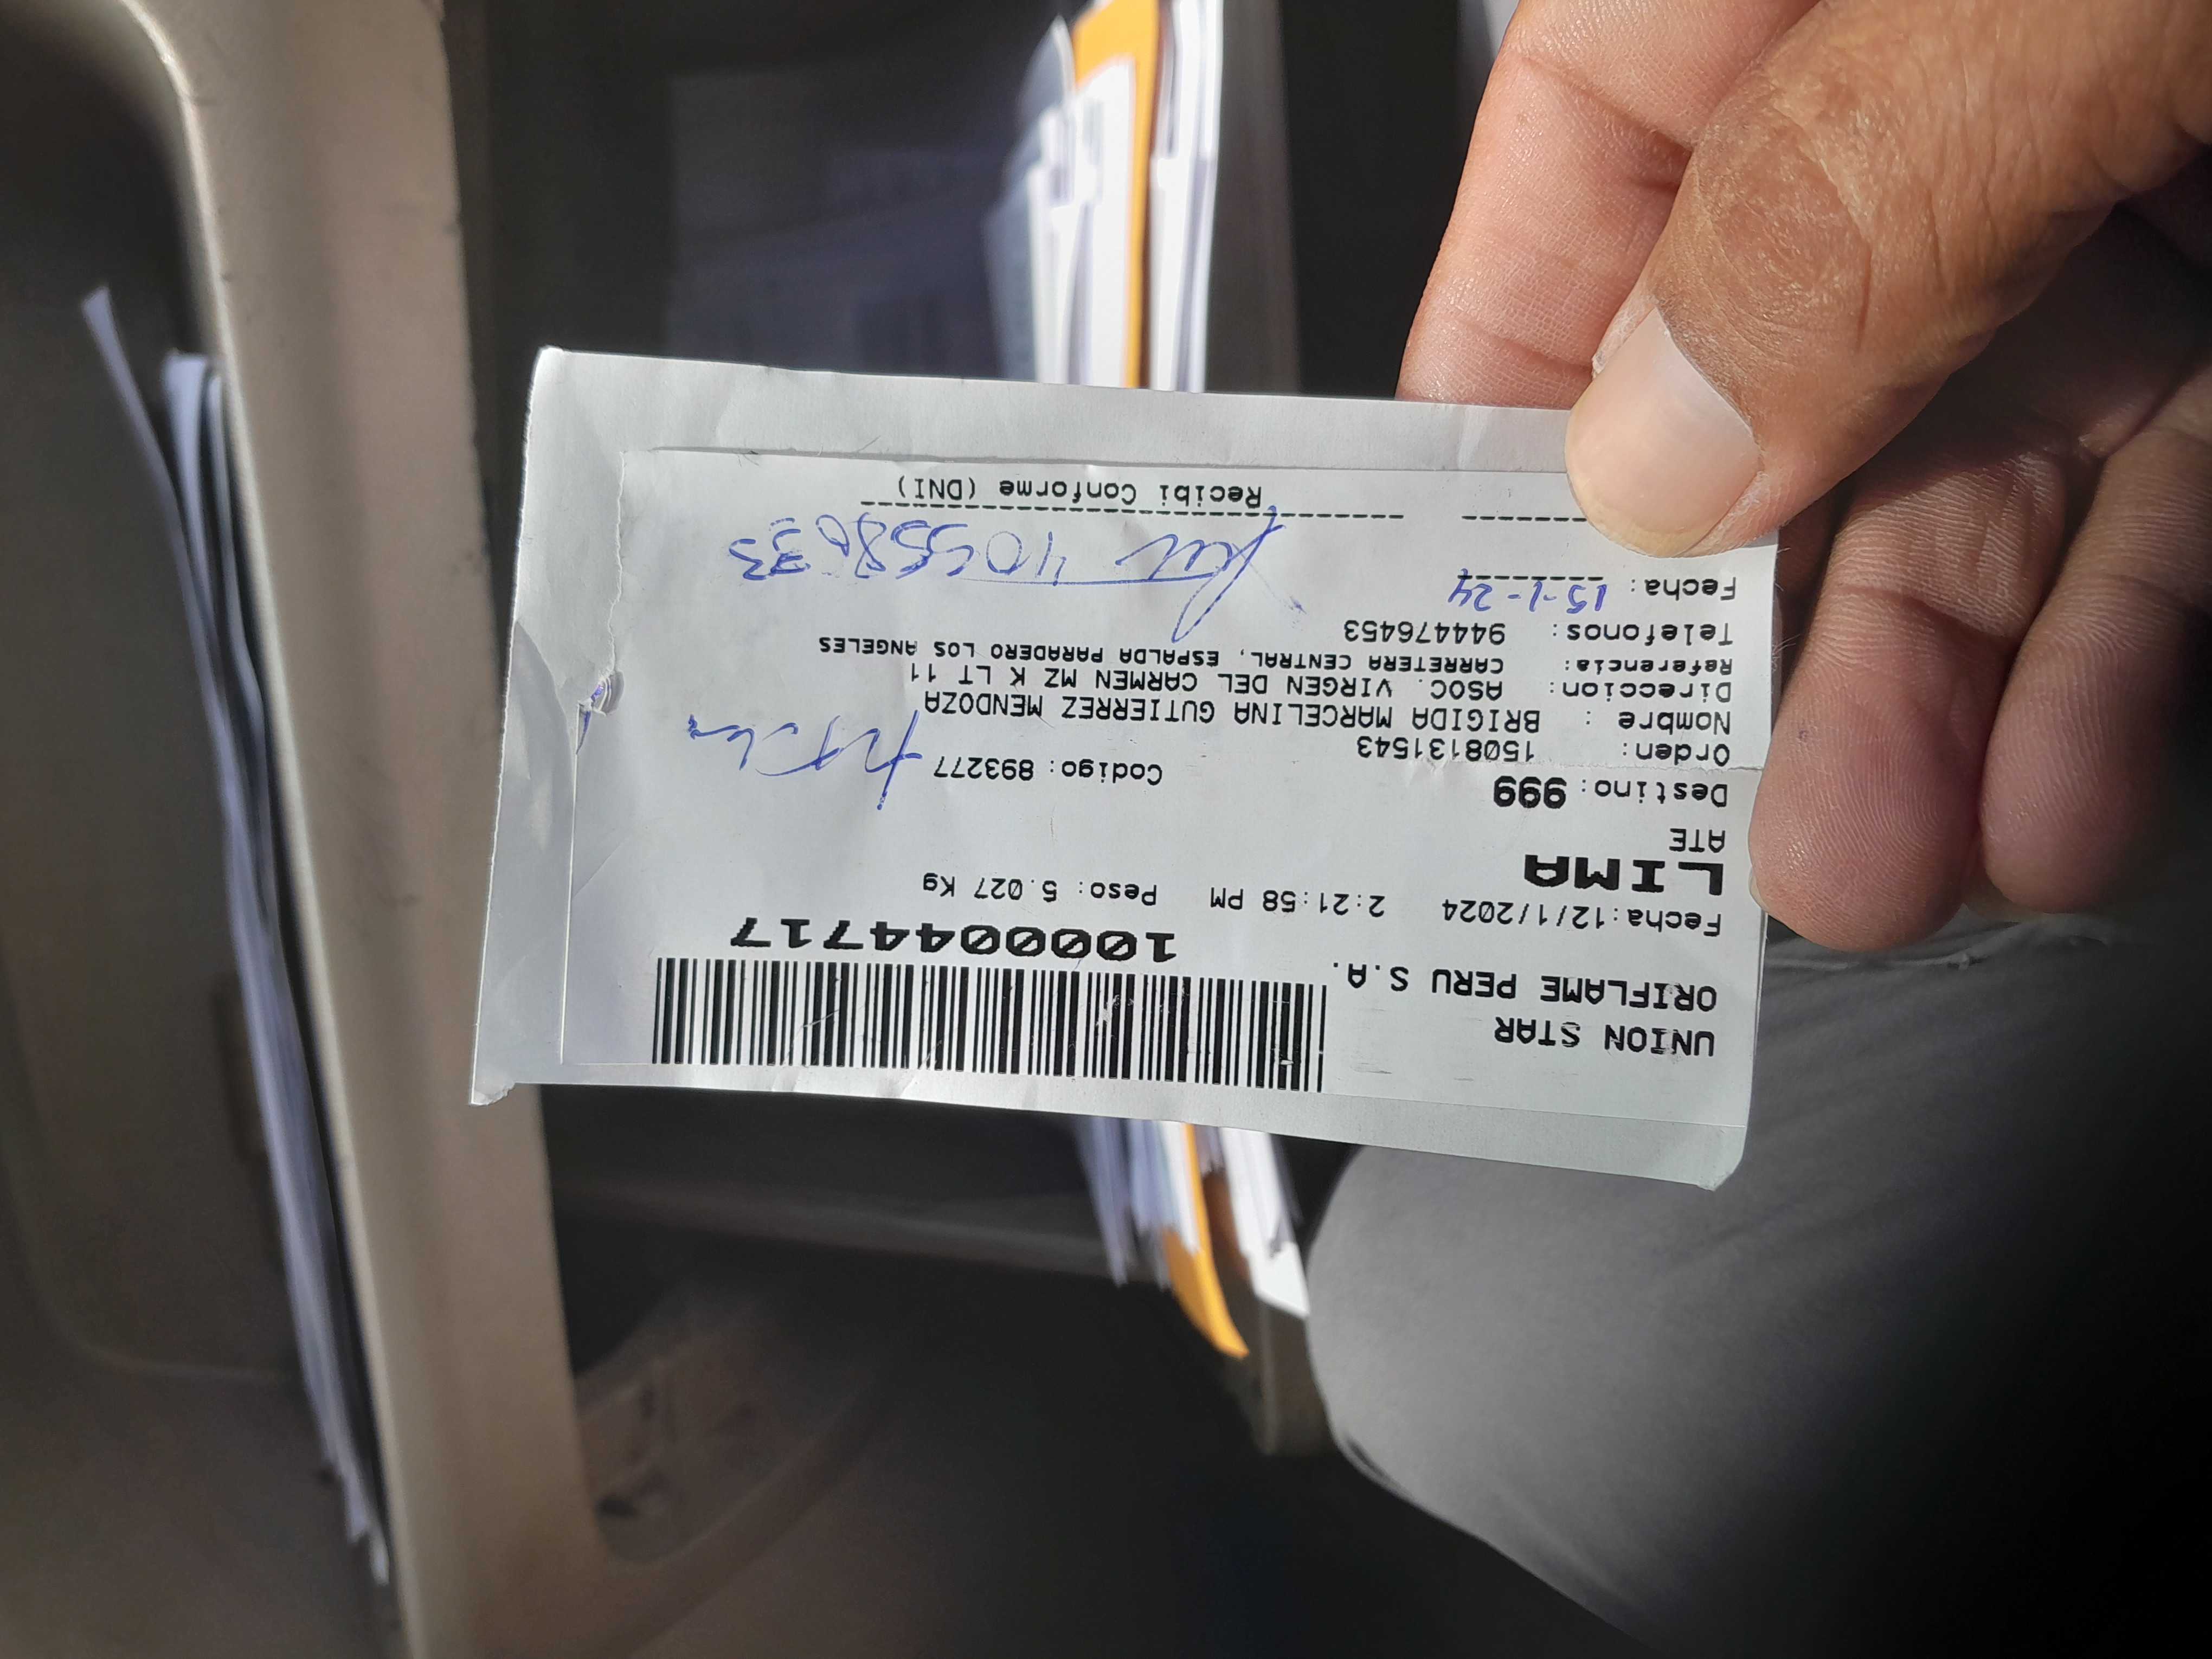 UNION STAR
ORIFLAME PERU S.A.
1000044717
Fecha:12/1/2024 2:21:58 PM Peso: 5.027 Kg
LIMA
ATE
Destino: 999 Codigo: 893277
Orden: 1508131543
Nombre : BRIGIDA MARCELINA GUTIERREZ MENDOZA
Direccion: ASOC. VIRGEN DEL CARMEN MZ K LT 11
Referencia: CARRETERA CENTRAL, ESPALDA PARADERO LOS ANGELES
Telefonos: 944476453
Fecha: 15-1-24
40558633
Recibi Conforme (DNI)